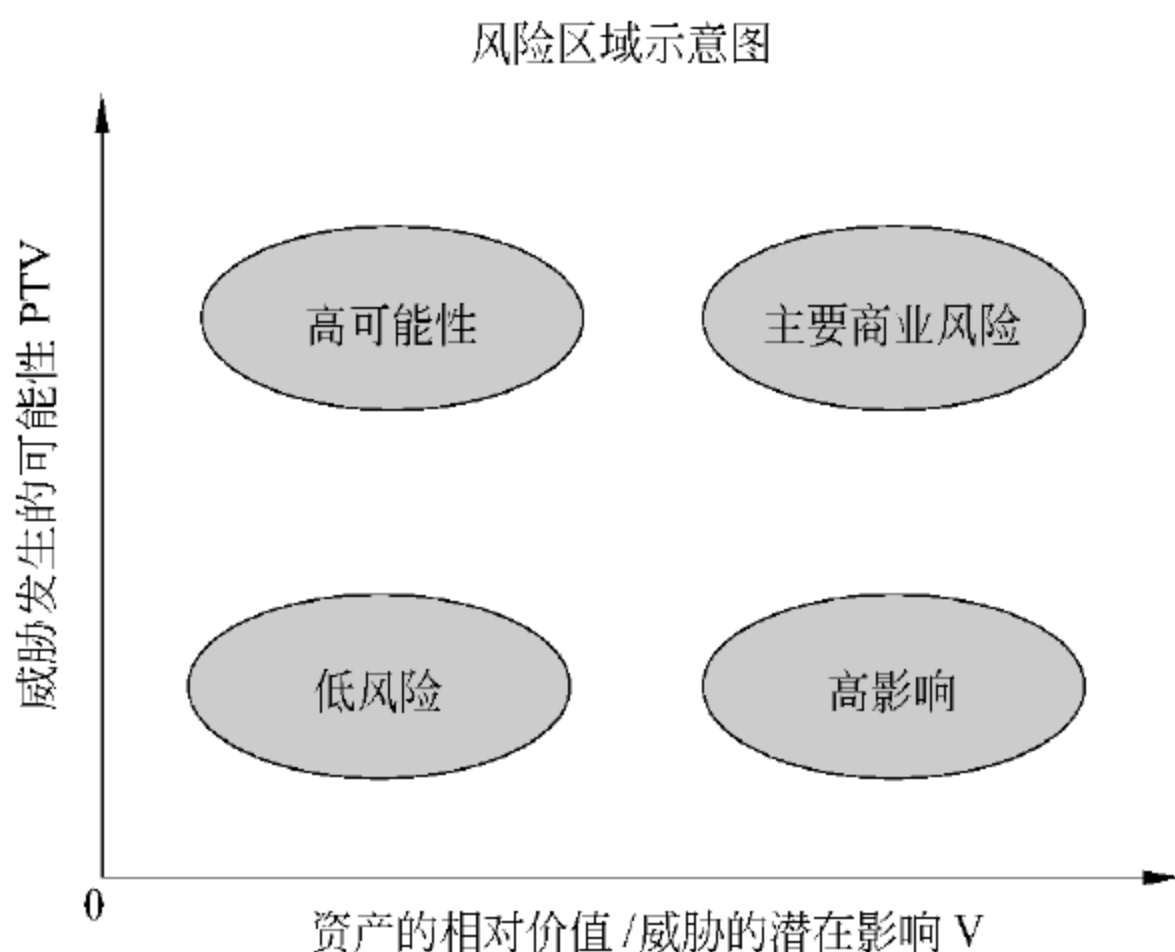 风险区域示意图
威胁发生的可能性 PTV
高可能性
主要商业风险
低风险
高影响
0
资产的相对价值/威胁的潜在影响 V